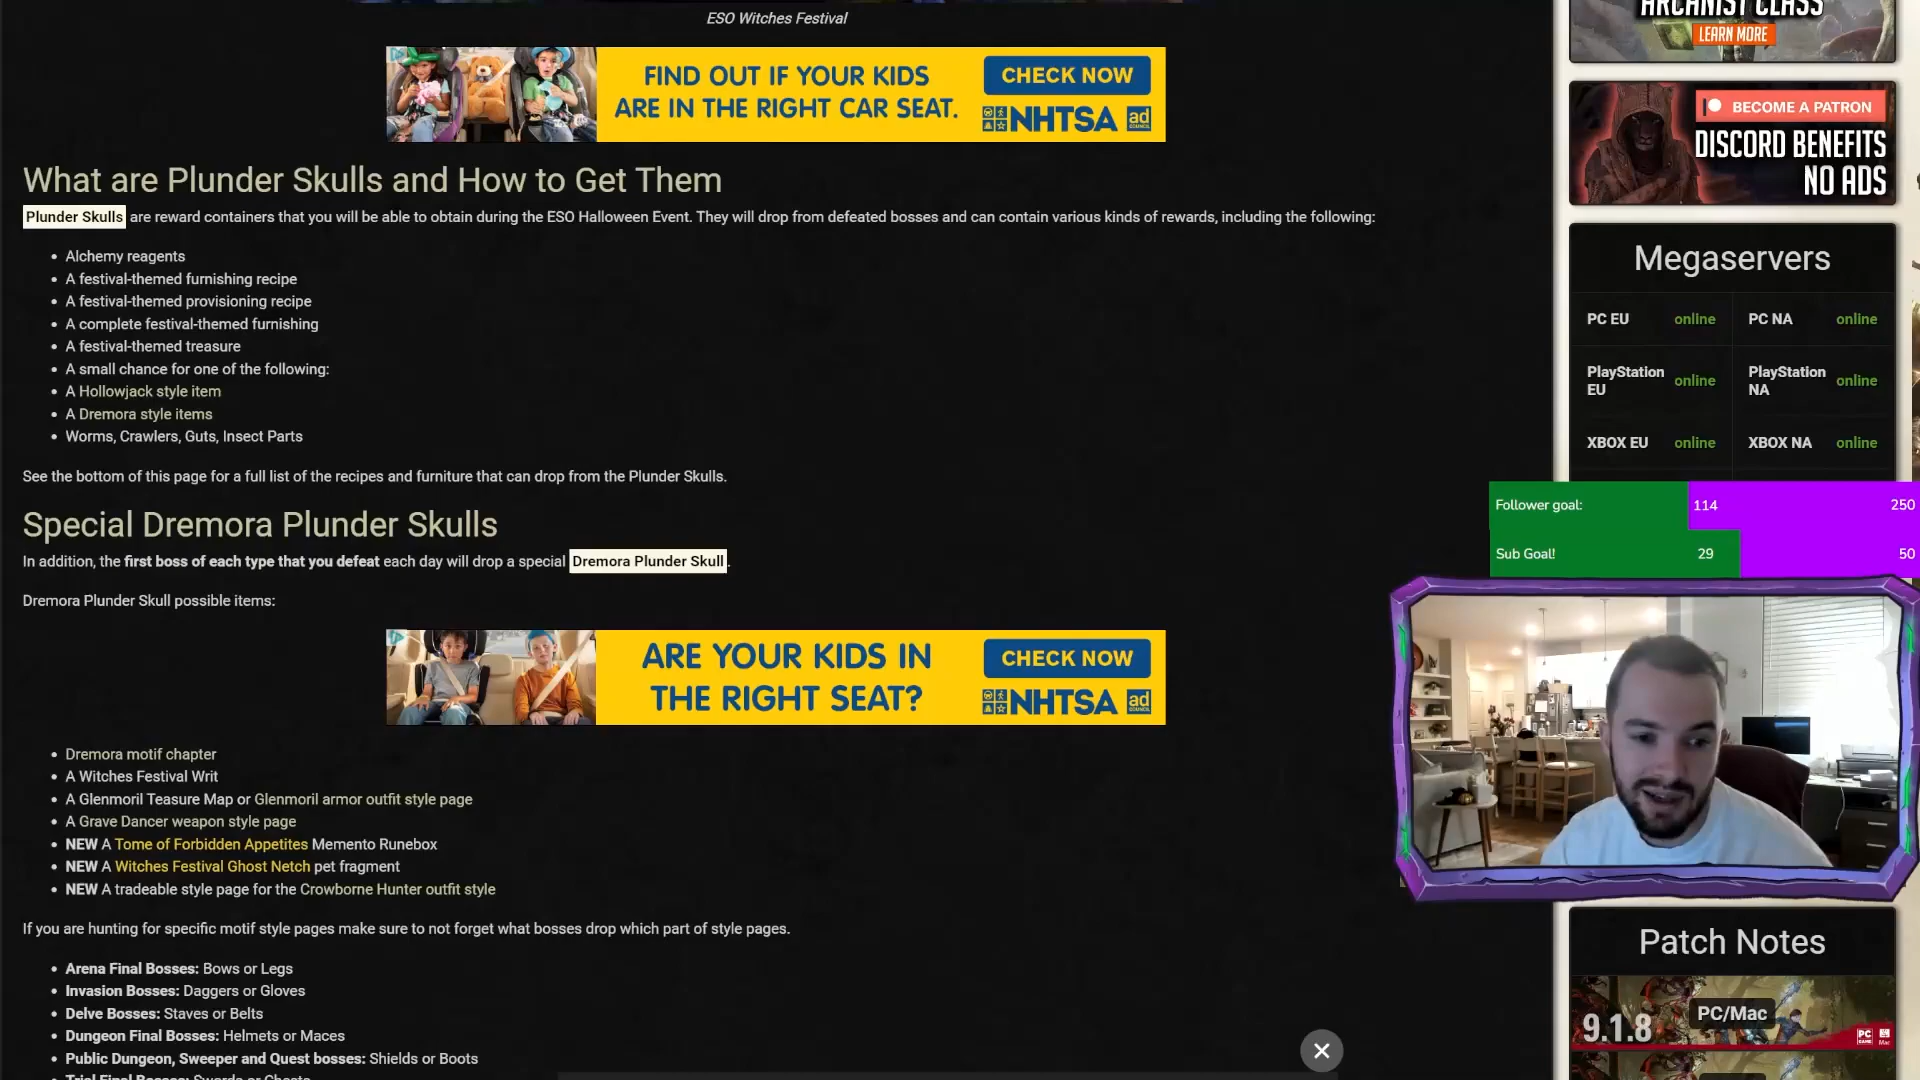 ESO Witches Festival
FIND OUT IF YOUR KIDS
ARE IN THE RIGHT CAR SEAT.
CHECK NOW
NHTSA
ad
What are Plunder Skulls and How to Get Them
Plunder Skulls are reward containers that you will be able to obtain during the ESO Halloween Event. They will drop from defeated bosses and can contain various kinds of rewards, including the following:
Alchemy reagents
A festival-themed furnishing recipe
A festival-themed provisioning recipe
A complete festival-themed furnishing
A festival-themed treasure
A small chance for one of the following:
A Hollowjack style item
A Dremora style items
Worms, Crawlers, Guts, Insect Parts
See the bottom of this page for a full list of the recipes and furniture that can drop from the Plunder Skulls.
Special Dremora Plunder Skulls
In addition, the first boss of each type that you defeat each day will drop a special Dremora Plunder Skull.
Dremora Plunder Skull possible items:
ARE YOUR KIDS IN
THE RIGHT SEAT?
CHECK NOW
NHTSA
ad
Dremora motif chapter
A Witches Festival Writ
A Glenmoril Teasure Map or Glenmoril armor outfit style page
A Grave Dancer weapon style page
NEW A Tome of Forbidden Appetites Memento Runebox
NEW A Witches Festival Ghost Netch pet fragment
NEW A tradeable style page for the Crowborne Hunter outfit style
If you are hunting for specific motif style pages make sure to not forget what bosses drop which part of style pages.
Arena Final Bosses: Bows or Legs
Invasion Bosses: Daggers or Gloves
Delve Bosses: Staves or Belts
Dungeon Final Bosses: Helmets or Maces
Public Dungeon, Sweeper and Quest bosses: Shields or Boots
Trial Final Bosses: Swords or Chests
ARCANIST CLASS
LEARN MORE
BECOME A PATRON
DISCORD BENEFITS
NO ADS
Megaservers
PC EU online PC NA online
PlayStation EU online PlayStation NA online
XBOX EU online XBOX NA online
Follower goal: 114 250
Sub Goal! 29 50
Patch Notes
9.1.8
PC/Mac
PC
Mac